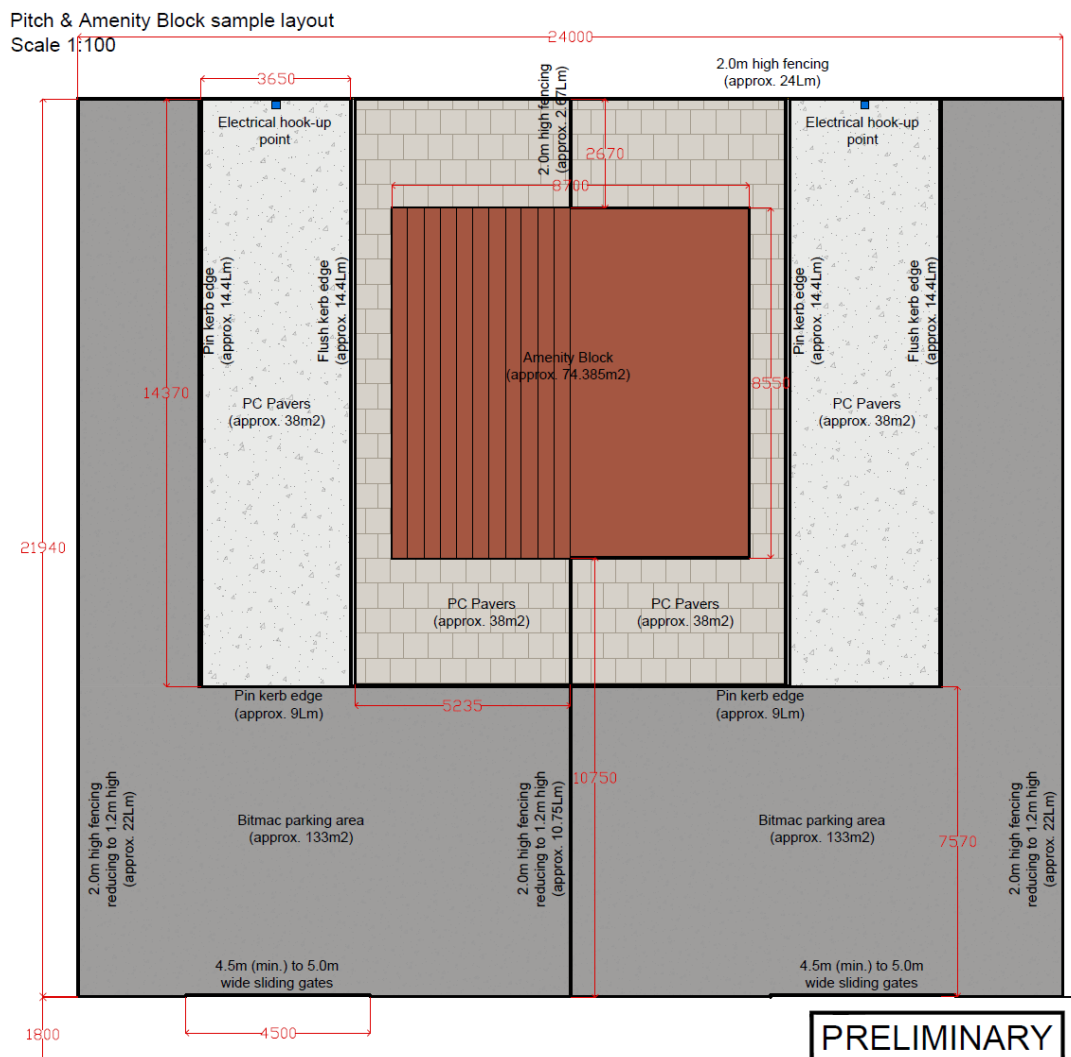 Pitch & Amenity Block sample layout
Scale 1:100
24000
2.0m high fencing
(approx. 24Lm)
3650
2.0m high fencing
(approx. 2.67Lm)
Electrical hook-up
point
Electrical hook-up
point
2670
8700
Pin kerb edge
(approx. 14.4Lm)
Flush kerb edge
(approx. 14.4Lm)
Pin kerb edge
(approx. 14.4Lm)
Flush kerb edge
(approx. 14.4Lm)
Amenity Block
(approx. 74.385m2)
8550
14370
PC Pavers
(approx. 38m2)
PC Pavers
(approx. 38m2)
21940
PC Pavers
(approx. 38m2)
PC Pavers
(approx. 38m2)
Pin kerb edge
(approx. 9Lm)
5235
Pin kerb edge
(approx. 9Lm)
10750
2.0m high fencing
reducing to 1.2m high
(approx. 22Lm)
Bitmac parking area
(approx. 133m2)
2.0m high fencing
reducing to 1.2m high
(approx. 10.75Lm)
Bitmac parking area
(approx. 133m2)
7570
2.0m high fencing
reducing to 1.2m high
(approx. 22Lm)
4.5m (min.) to 5.0m
wide sliding gates
4.5m (min.) to 5.0m
wide sliding gates
1800
4500
PRELIMINARY